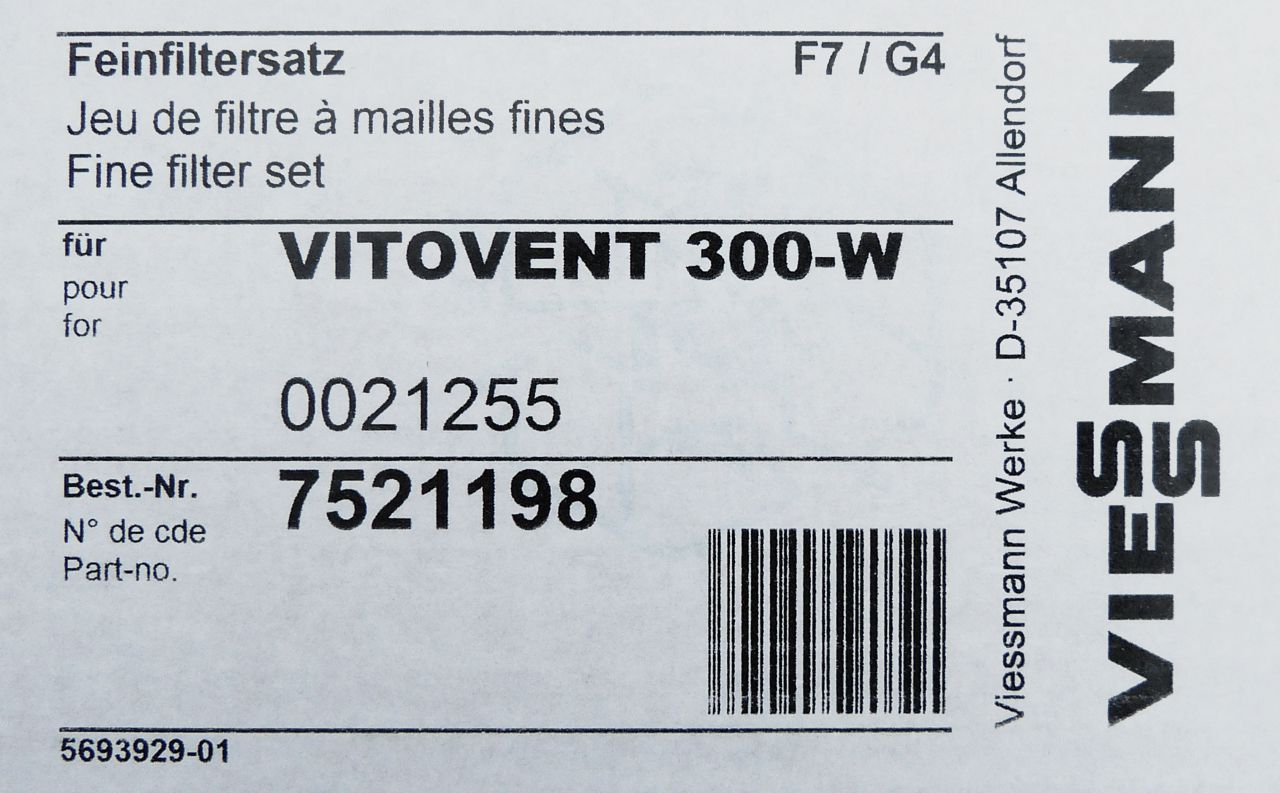 Feinfiltersatz F7 / G4
Jeu de filtre à mailles fines
Fine filter set
für VITOVENT 300-W
pour
for
0021255
Best.-Nr. 7521198
N° de cde
Part-no.
5693929-01
Viessmann Werke · D-35107 Allendorf
VIESSMANN